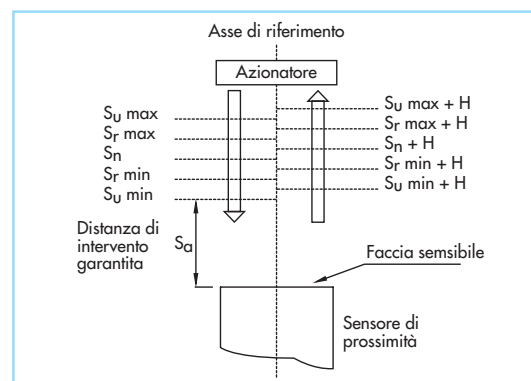 Asse di riferimento
Azionatore
Su max
Sr max
Sn
Sr min
Su min
Su max + H
Sr max + H
Sn + H
Sr min + H
Su min + H
Distanza di
intervento
garantita
Sa
Faccia semsibile
Sensore di
prossimità